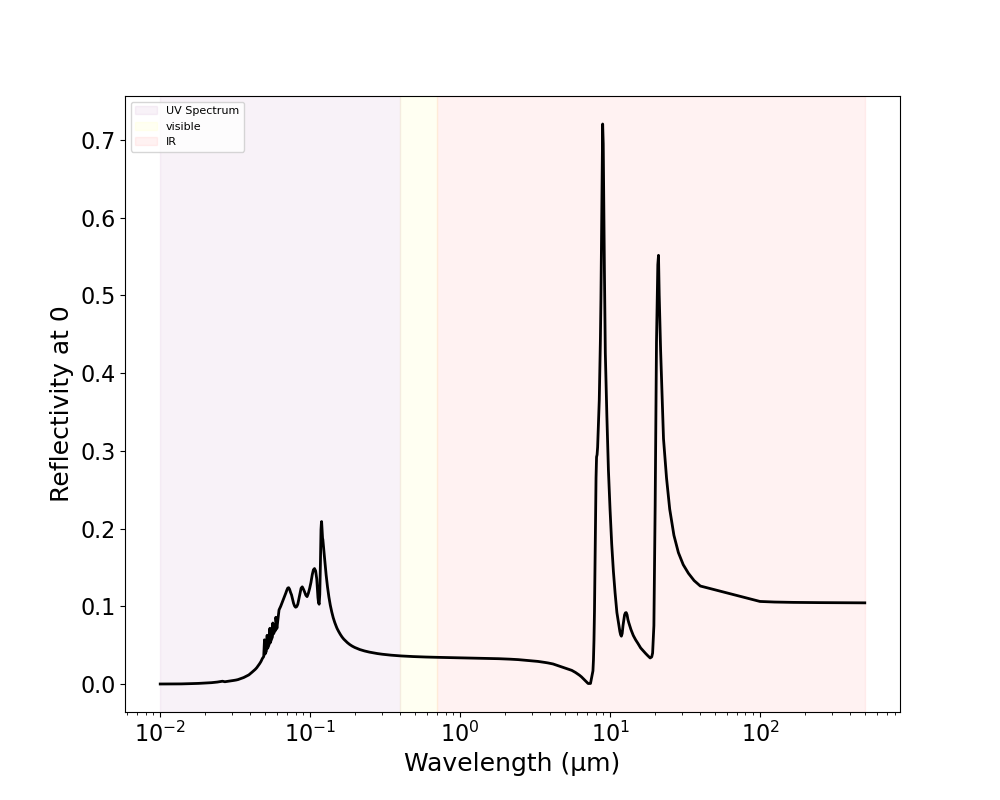 UV Spectrum
visible
IR
0.7
0.6
0.5
0.4
0.3
0.2
0.1
0.0
Reflectivity at 0
10⁻² 10⁻¹ 10⁰ 10¹ 10²
Wavelength (μm)